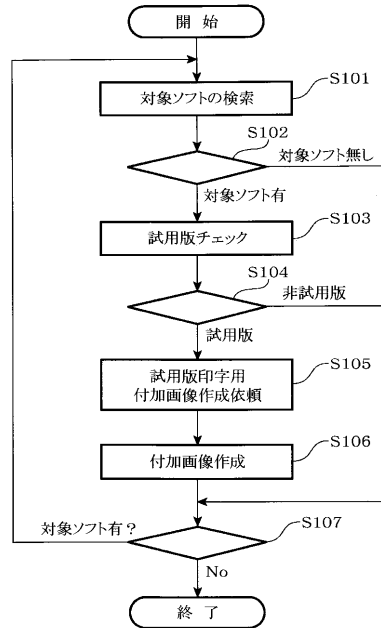 開 始
対象ソフトの検索
S101
S102
対象ソフト無し
対象ソフト有
試用版チェック
S103
S104
非試用版
試用版
試用版印字用
付加画像作成依頼
S105
付加画像作成
S106
対象ソフト有？
S107
No
終 了